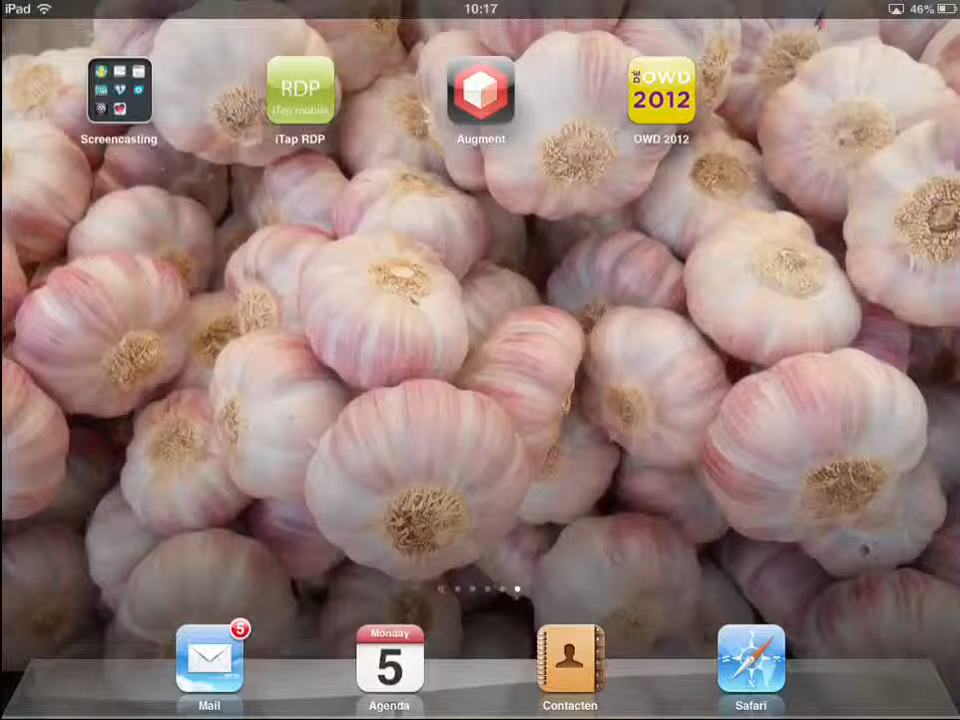 iPad
10:17
46%
RDP
iTap mobile
DE OWD
2012
Screencasting
iTap RDP
Augment
OWD 2012
5
Monday
5
Mail
Agenda
Contacten
Safari